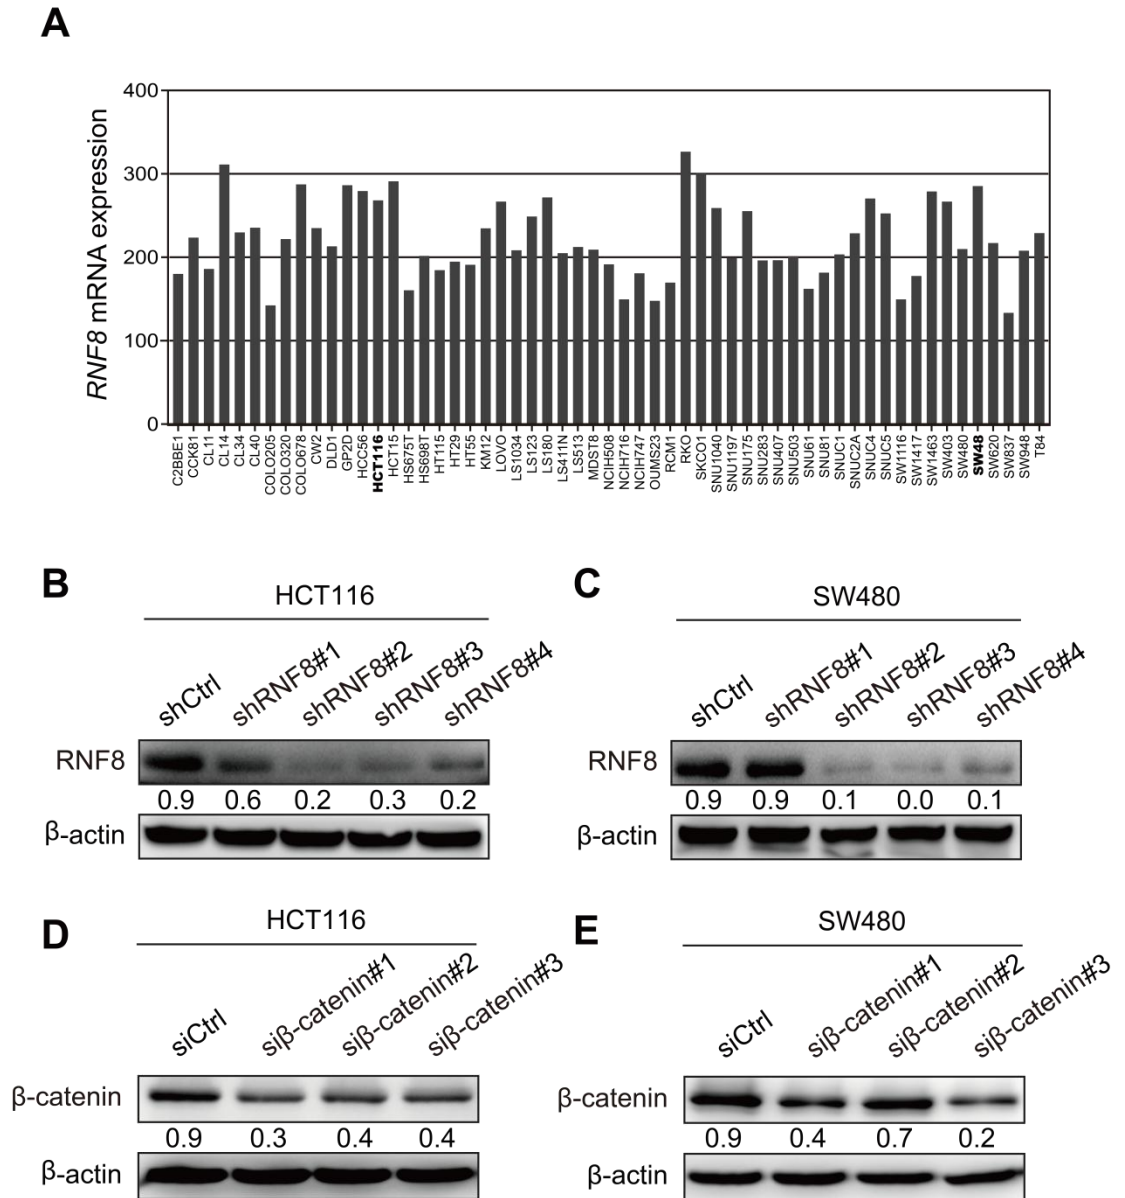 A
RNF8 mRNA expression
400
300
200
100
0
C2BBE1
CCK81
CL11
CL14
CL34
CL40
COLO205
COLO320
COLO678
CW2
DLD1
GP2D
HCC56
HCT116
HCT15
HS675T
HS698T
HT115
HT29
HT55
KM12
LOVO
LS1034
LS123
LS180
LS411N
LS513
MDST8
NCIH508
NCIH716
NCIH747
OUMS23
RCM1
RKO
SKCO1
SNU1040
SNU1197
SNU175
SNU283
SNU407
SNU503
SNU61
SNU81
SNUC1
SNUC2A
SNUC4
SNUC5
SW1116
SW1417
SW1463
SW403
SW480
SW48
SW620
SW837
SW948
T84
B
HCT116
shCtrl shRNF8#1 shRNF8#2 shRNF8#3 shRNF8#4
RNF8
0.9 0.6 0.2 0.3 0.2
β-actin
C
SW480
shCtrl shRNF8#1 shRNF8#2 shRNF8#3 shRNF8#4
RNF8
0.9 0.9 0.1 0.0 0.1
β-actin
D
HCT116
siCtrl siβ-catenin#1 siβ-catenin#2 siβ-catenin#3
β-catenin
0.9 0.3 0.4 0.4
β-actin
E
SW480
siCtrl siβ-catenin#1 siβ-catenin#2 siβ-catenin#3
β-catenin
0.9 0.4 0.7 0.2
β-actin